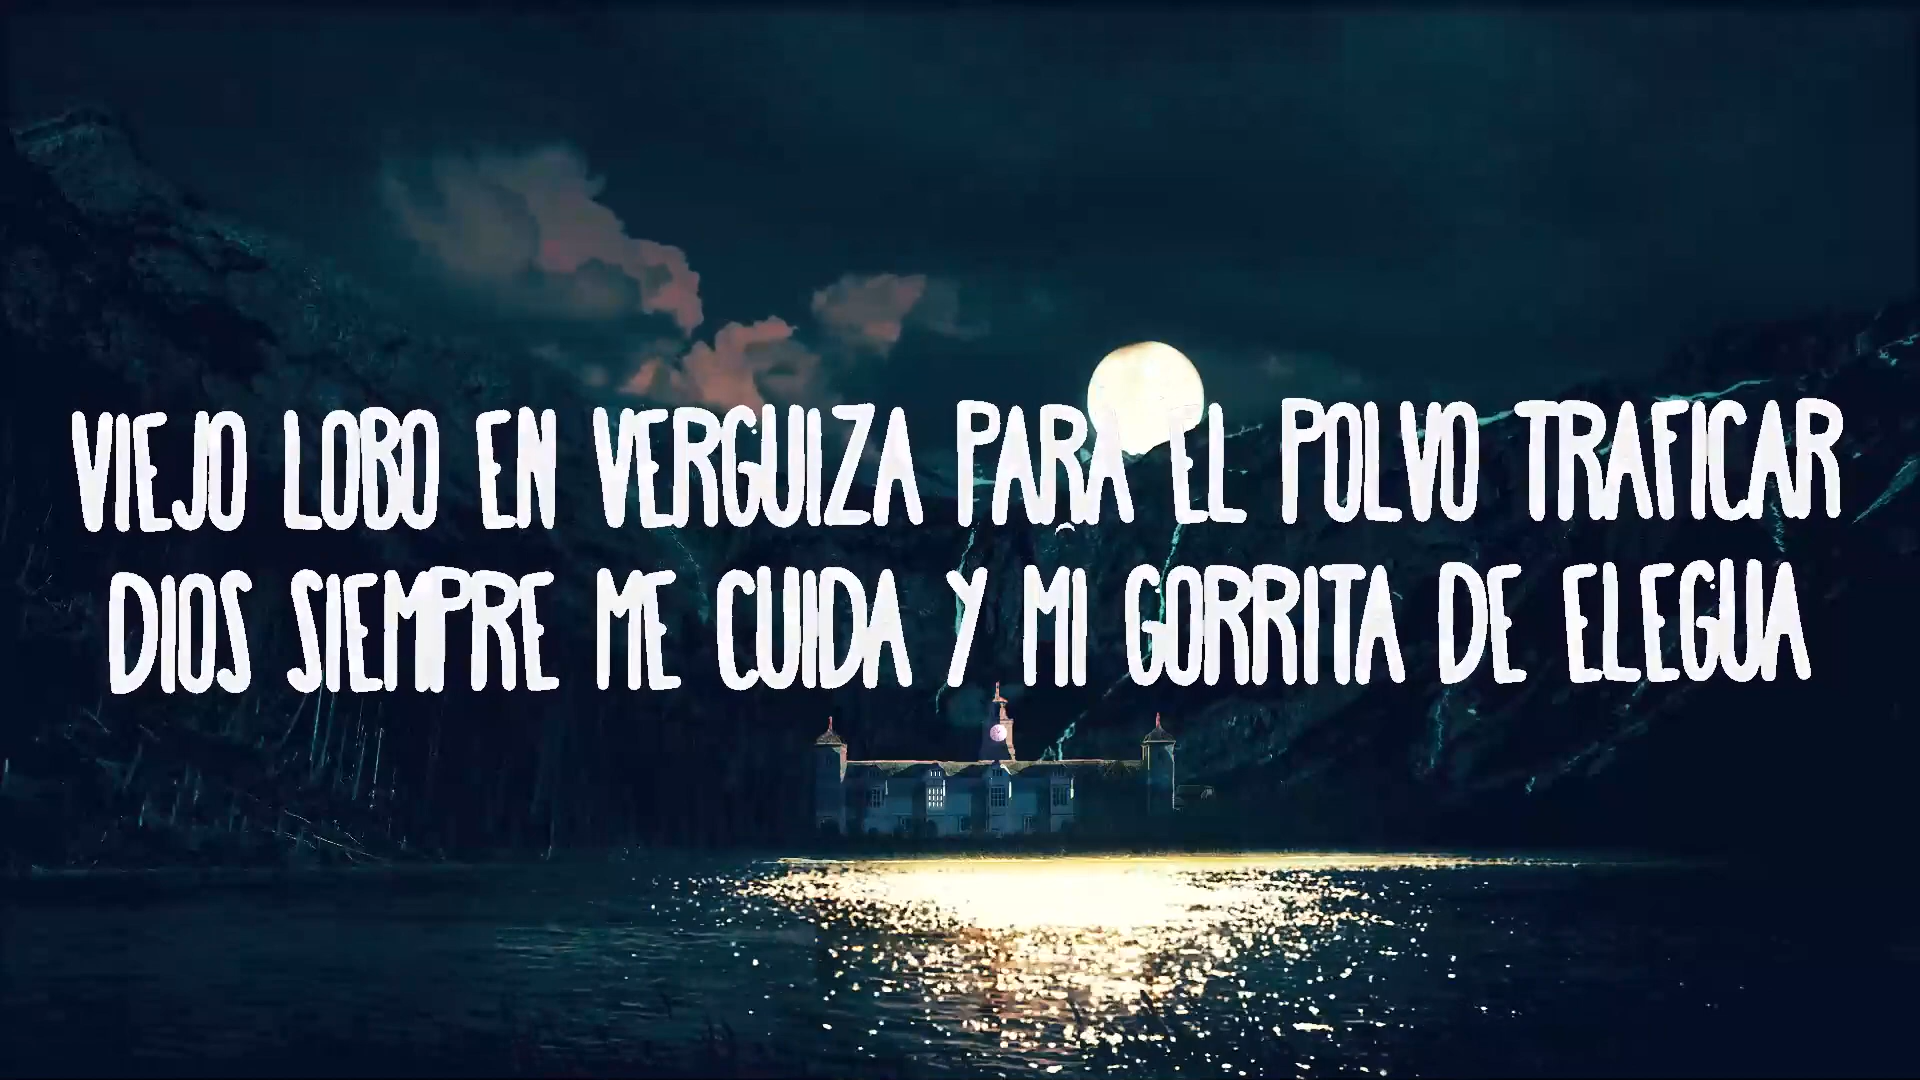 VIEJO LOBO EN VERGUIZA PARA EL POLVO TRAFICAR
DIOS SIEMPRE ME CUIDA Y MI GORRITA DE ELEGUA